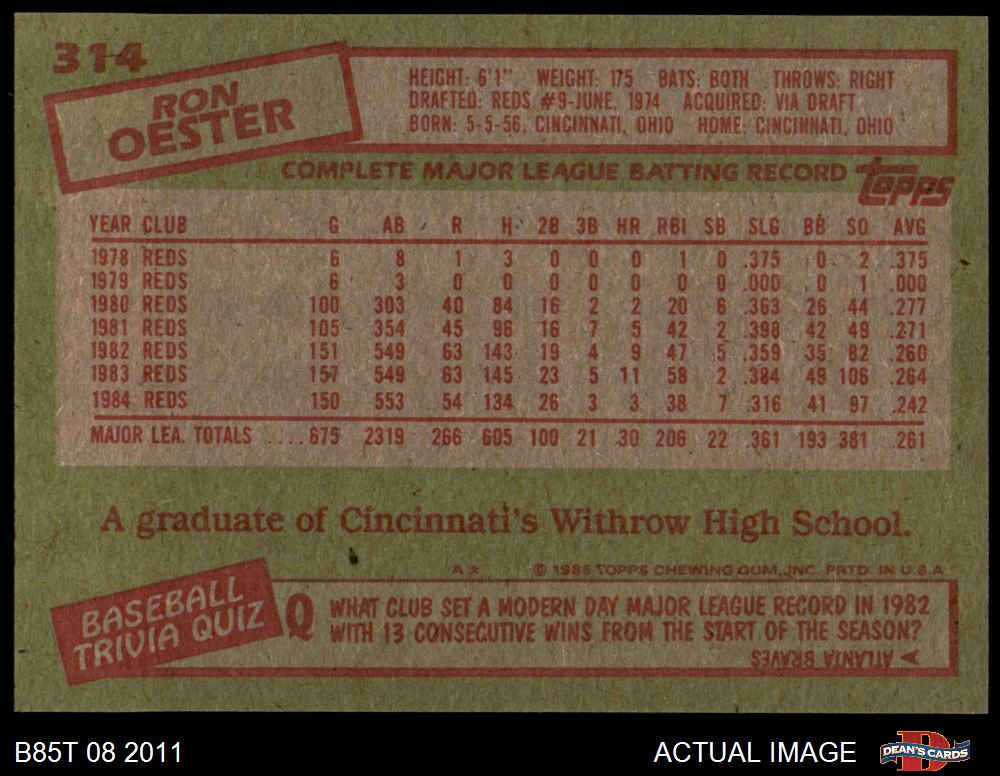 314
RON
OESTER
HEIGHT: 6'1" WEIGHT: 175 BATS: BOTH THROWS: RIGHT
DRAFTED: REDS #9-JUNE, 1974 ACQUIRED: VIA DRAFT
BORN: 5-5-56, CINCINNATI, OHIO HOME: CINCINNATI, OHIO
COMPLETE MAJOR LEAGUE BATTING RECORD topps
YEAR CLUB G AB R H 2B 3B HR RBI SB SLG BB SO AVG
1978 REDS 6 8 1 3 0 0 0 1 0 .375 0 2 .375
1979 REDS 6 3 0 0 0 0 0 0 0 .000 0 1 .000
1980 REDS 100 303 40 84 16 2 2 20 6 .363 26 44 .277
1981 REDS 105 354 45 96 16 7 5 42 2 .398 42 49 .271
1982 REDS 151 549 63 143 19 4 9 47 5 .359 35 82 .260
1983 REDS 157 549 63 145 23 5 11 58 2 .384 49 106 .264
1984 REDS 150 553 54 134 26 3 3 38 7 .316 41 97 .242
MAJOR LEA. TOTALS ....675 2319 266 605 100 21 30 206 22 .361 193 381 .261
A graduate of Cincinnati's Withrow High School.
A* © 1985 TOPPS CHEWING GUM, INC. PRTD. IN U.S.A.
BASEBALL
TRIVIA QUIZ
Q WHAT CLUB SET A MODERN DAY MAJOR LEAGUE RECORD IN 1982
WITH 13 CONSECUTIVE WINS FROM THE START OF THE SEASON?
A ATLANTA BRAVES
B85T 08 2011
ACTUAL IMAGE
D
DEAN'S CARDS